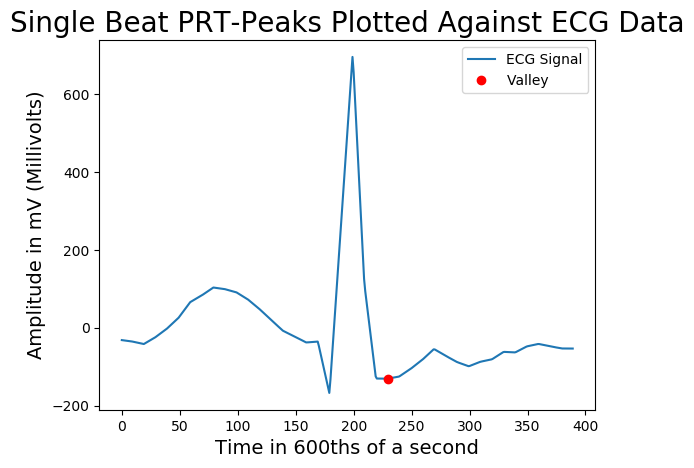 Single Beat PRT-Peaks Plotted Against ECG Data
ECG Signal
Valley
Amplitude in mV (Millivolts)
600
400
200
0
−200
0 50 100 150 200 250 300 350 400
Time in 600ths of a second